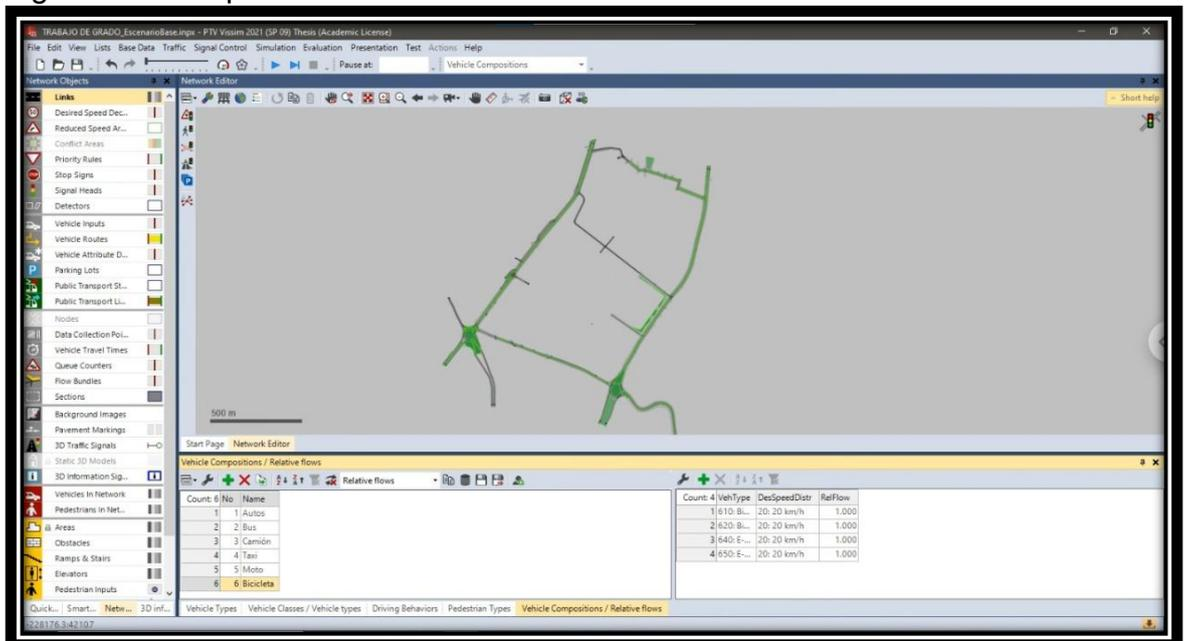 TRABAJO DE GRADO_EscenarioBase.inpx - PTV Vissim 2021 (SP 09) Thesis (Academic License)
File Edit View Lists Base Data Traffic Signal Control Simulation Evaluation Presentation Test Actions Help
Pause at: Vehicle Compositions
Network Objects
Network Editor
Links
Short help
Desired Speed Dec...
Reduced Speed Ar...
Conflict Areas
Priority Rules
Stop Signs
Signal Heads
Detectors
Vehicle Inputs
Vehicle Routes
Vehicle Attribute D...
Parking Lots
Public Transport St...
Public Transport Li...
Nodes
Data Collection Poi...
Vehicle Travel Times
Queue Counters
Flow Bundles
Sections
Background Images
Pavement Markings
3D Traffic Signals
Static 3D Models
3D Information Sig...
Vehicles In Network
Pedestrians In Net...
Areas
Obstacles
Ramps & Stairs
Elevators
Pedestrian Inputs
Quick... Smart... Netw... 3D inf...
500 m
Start Page Network Editor
Vehicle Compositions / Relative flows
Relative flows
Count: 6 No Name
1 1 Autos
2 2 Bus
3 3 Camión
4 4 Taxi
5 5 Moto
6 6 Bicicleta
Count: 4 VehType DesSpeedDistr RelFlow
1 610: Bi... 20: 20 km/h 1.000
2 620: Bi... 20: 20 km/h 1.000
3 640: E-... 20: 20 km/h 1.000
4 650: E-... 20: 20 km/h 1.000
Vehicle Types Vehicle Classes / Vehicle types Driving Behaviors Pedestrian Types Vehicle Compositions / Relative flows
-228176.3:4210.7